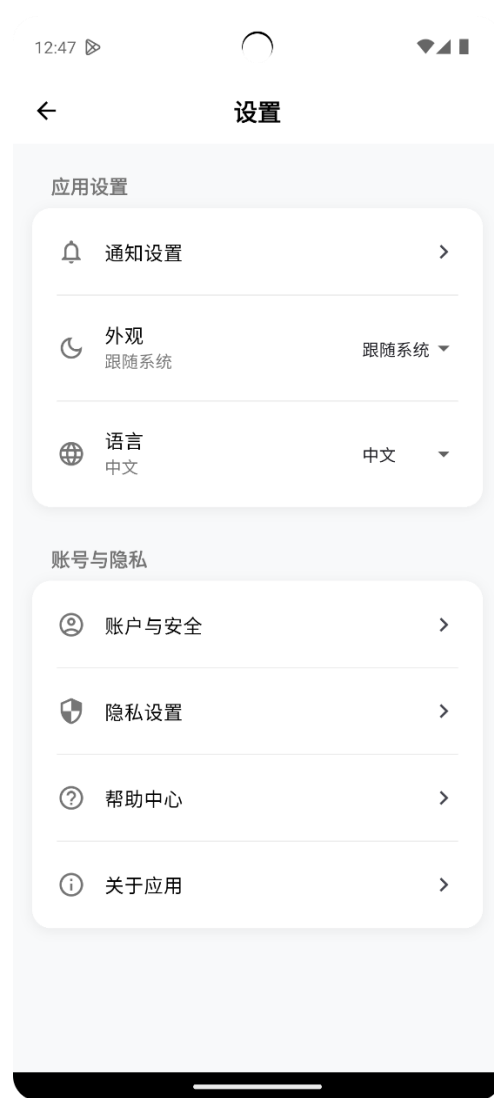 12:47
设置
应用设置
通知设置
外观
跟随系统
跟随系统
语言
中文
中文
账号与隐私
账户与安全
隐私设置
帮助中心
关于应用